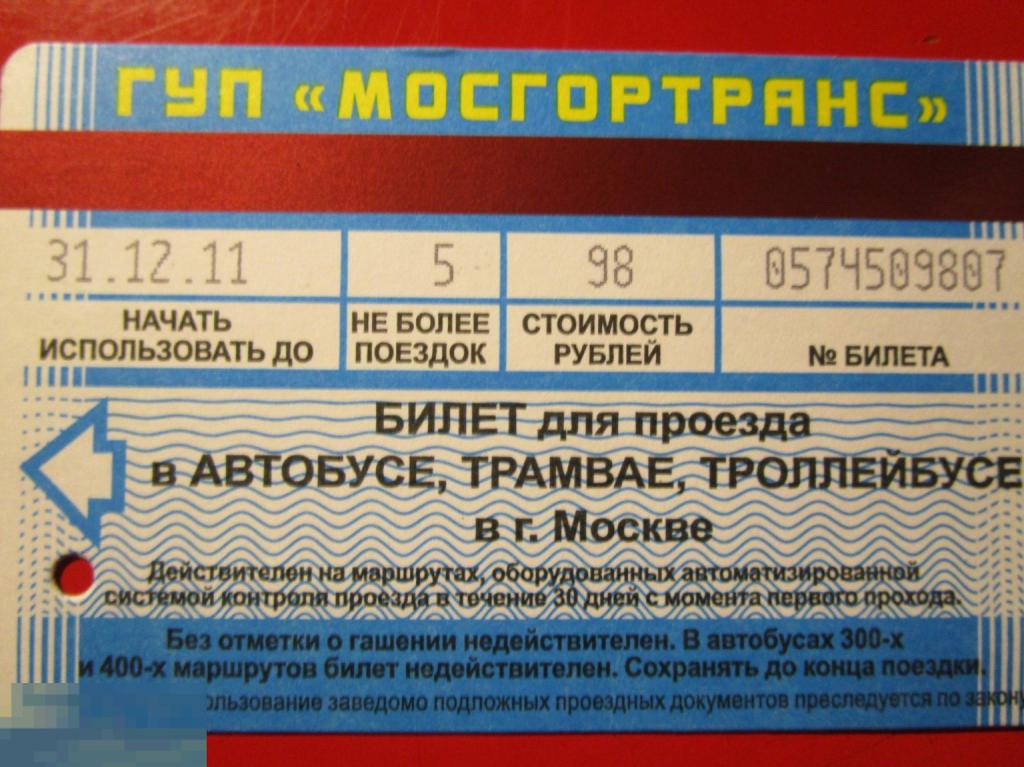 ГУП «МОСГОРТРАНС»
31.12.11 5 98 0574509807
НАЧАТЬ ИСПОЛЬЗОВАТЬ ДО
НЕ БОЛЕЕ ПОЕЗДОК
СТОИМОСТЬ РУБЛЕЙ
№ БИЛЕТА
БИЛЕТ для проезда
в АВТОБУСЕ, ТРАМВАЕ, ТРОЛЛЕЙБУСЕ
в г. Москве
Действителен на маршрутах, оборудованных автоматизированной
системой контроля проезда в течение 30 дней с момента первого прохода.
Без отметки о гашении недействителен. В автобусах 300-х
и 400-х маршрутов билет недействителен. Сохранять до конца поездки.
заведомо подложных проездных документов преследуется по